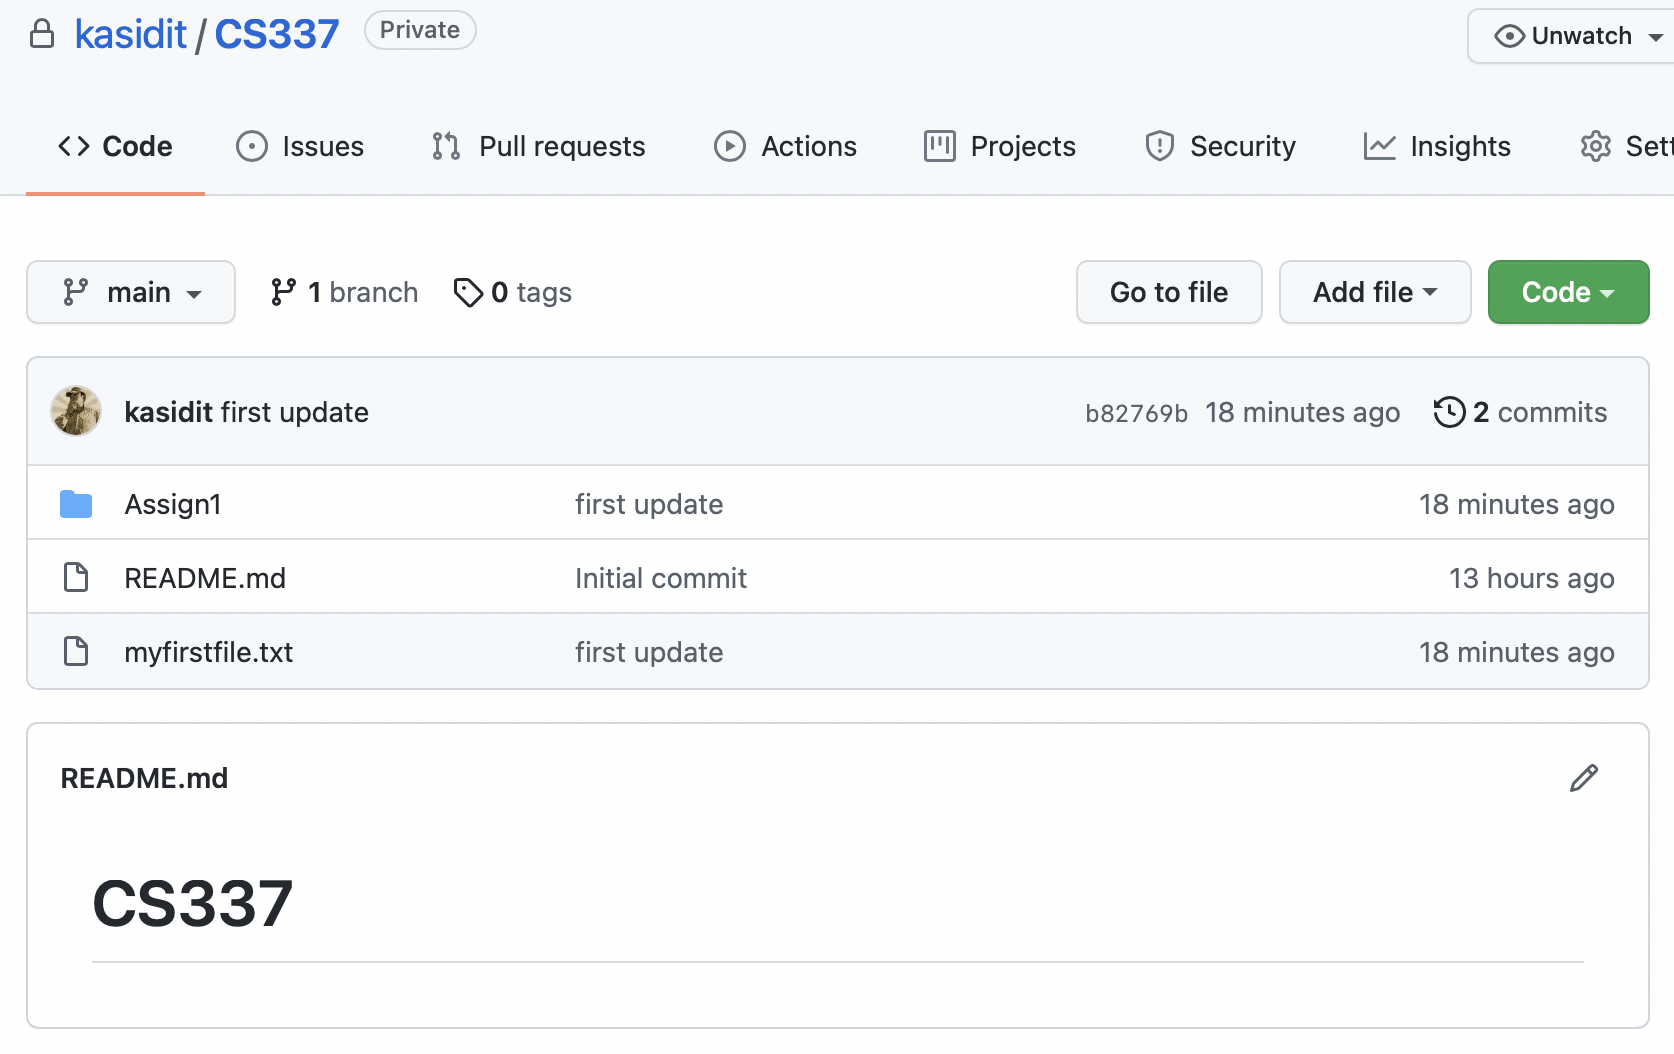 kasidit / CS337 Private Unwatch
Code Issues Pull requests Actions Projects Security Insights Sett
main 1 branch 0 tags Go to file Add file Code
kasidit first update b82769b 18 minutes ago 2 commits
Assign1 first update 18 minutes ago
README.md Initial commit 13 hours ago
myfirstfile.txt first update 18 minutes ago
README.md
CS337